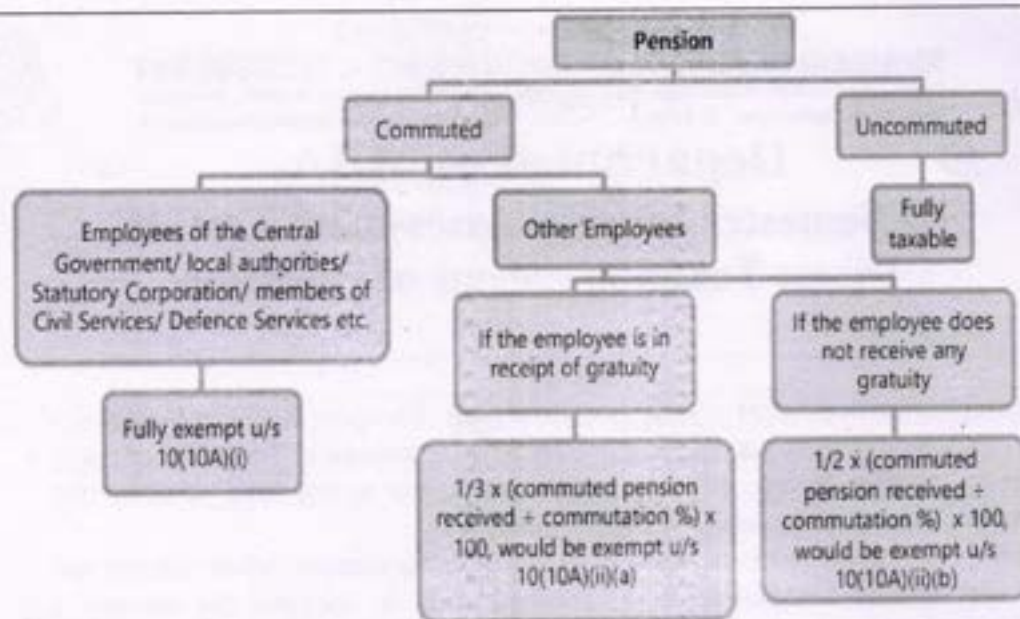 Pension
Commuted
Uncommuted
Employees of the Central
Government/ local authorities/
Statutory Corporation/ members of
Civil Services/ Defence Services etc.
Other Employees
Fully
taxable
If the employee is in
receipt of gratuity
If the employee does
not receive any
gratuity
Fully exempt u/s
10(10A)(i)
1/3 x (commuted pension
received ÷ commutation %) x
100, would be exempt u/s
10(10A)(ii)(a)
1/2 x (commuted
pension received ÷
commutation %) x 100,
would be exempt u/s
10(10A)(ii)(b)